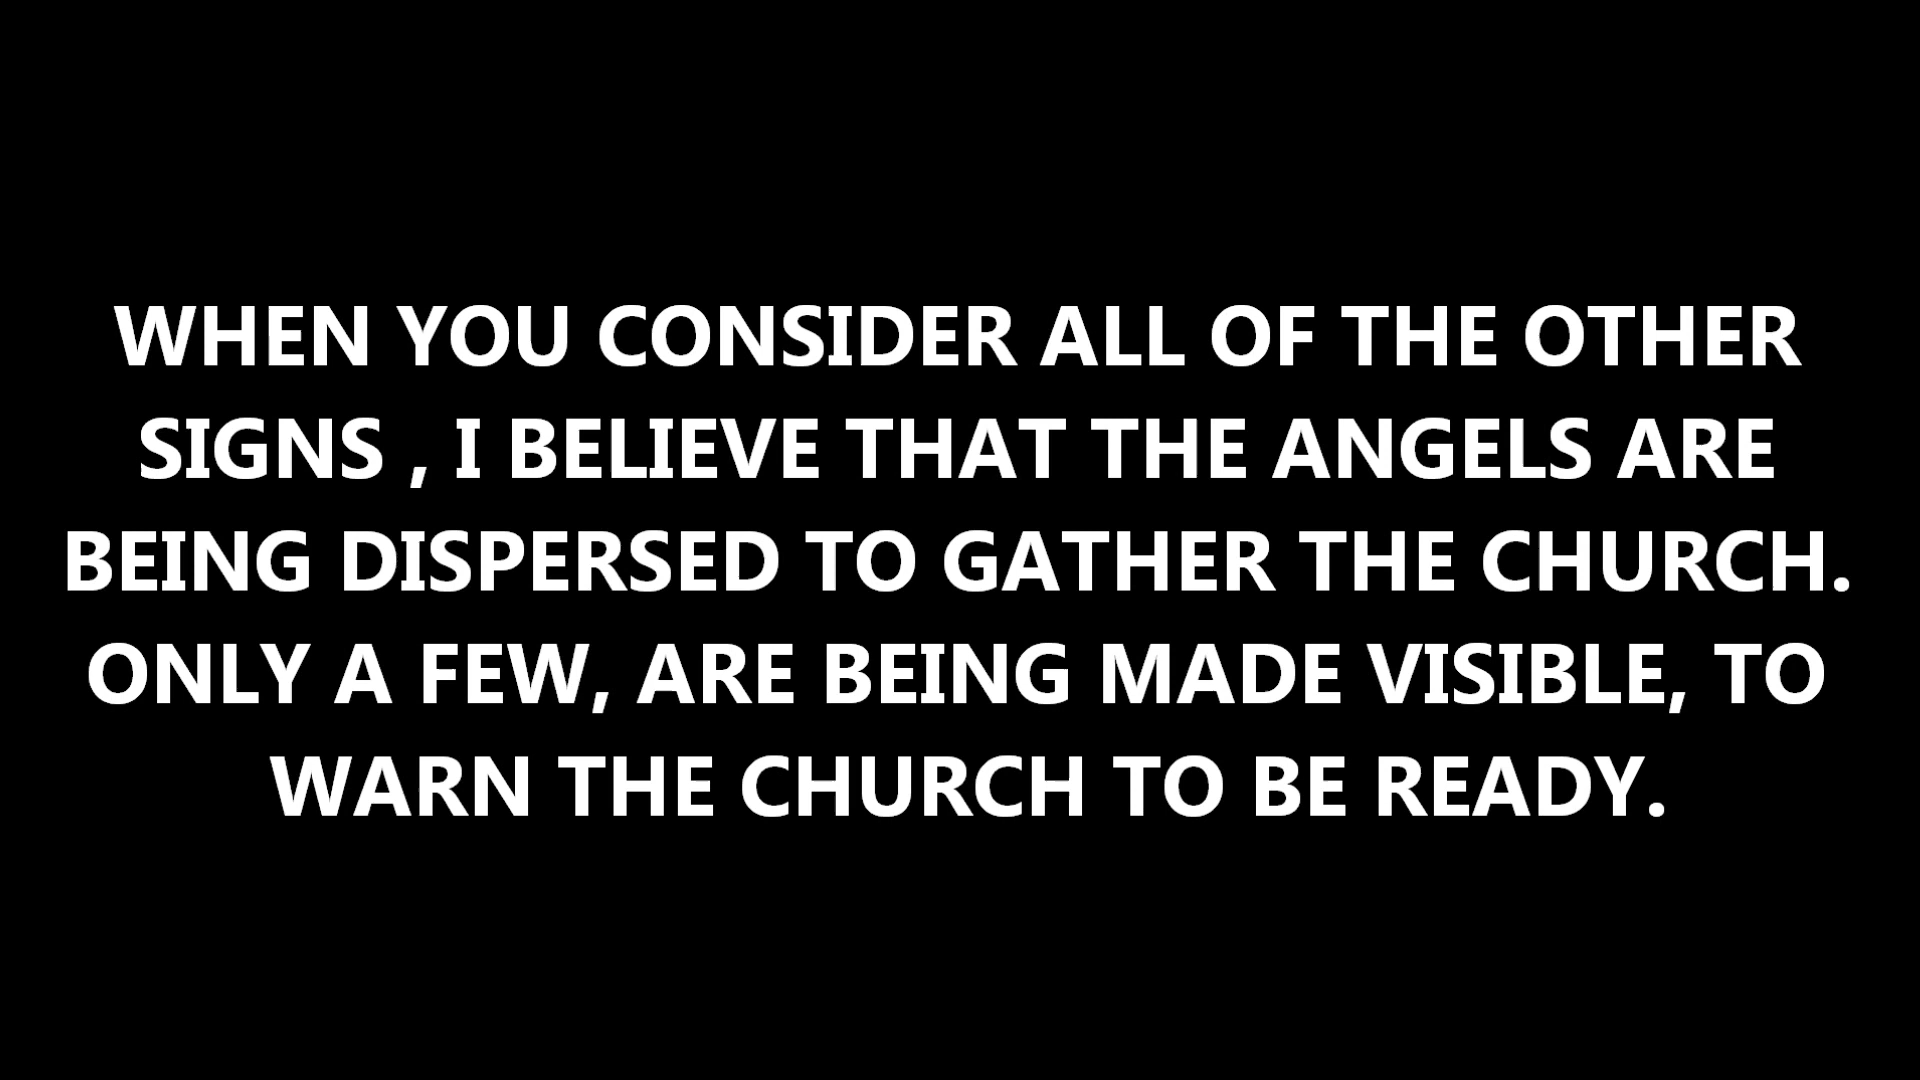 WHEN YOU CONSIDER ALL OF THE OTHER
SIGNS , I BELIEVE THAT THE ANGELS ARE
BEING DISPERSED TO GATHER THE CHURCH.
ONLY A FEW, ARE BEING MADE VISIBLE, TO
WARN THE CHURCH TO BE READY.